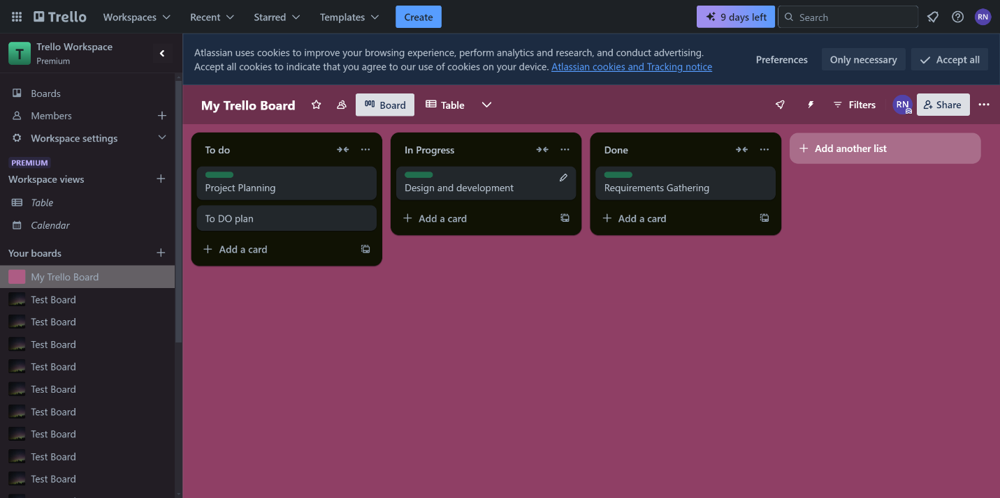 Trello
Workspaces
Recent
Starred
Templates
Create
9 days left
Search
RN
T
Trello Workspace
Premium
Boards
Members
Workspace settings
PREMIUM
Workspace views
Table
Calendar
Your boards
My Trello Board
Test Board
Test Board
Test Board
Test Board
Test Board
Test Board
Test Board
Test Board
Test Board
Atlassian uses cookies to improve your browsing experience, perform analytics and research, and conduct advertising.
Accept all cookies to indicate that you agree to our use of cookies on your device. Atlassian cookies and Tracking notice
Preferences
Only necessary
Accept all
My Trello Board
Board
Table
Filters
RN
Share
To do
Project Planning
To DO plan
Add a card
In Progress
Design and development
Add a card
Done
Requirements Gathering
Add a card
Add another list